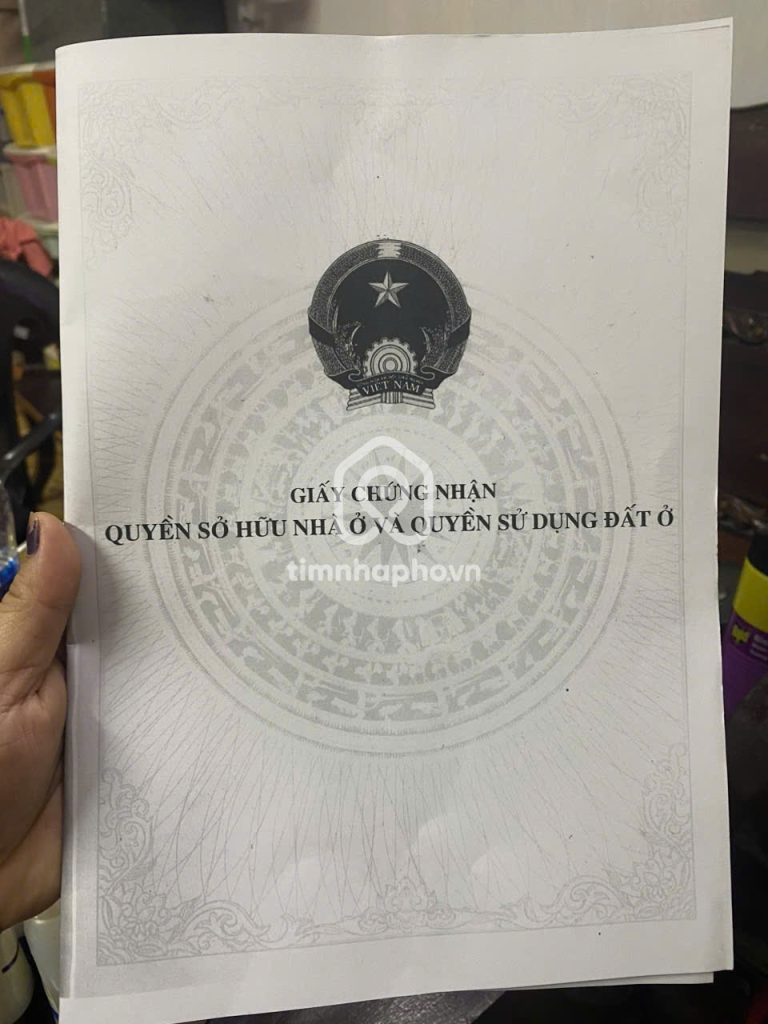 VIỆT NAM
GIẤY CHỨNG NHẬN
QUYỀN SỞ HỮU NHÀ Ở VÀ QUYỀN SỬ DỤNG ĐẤT Ở
timnhapho.vn